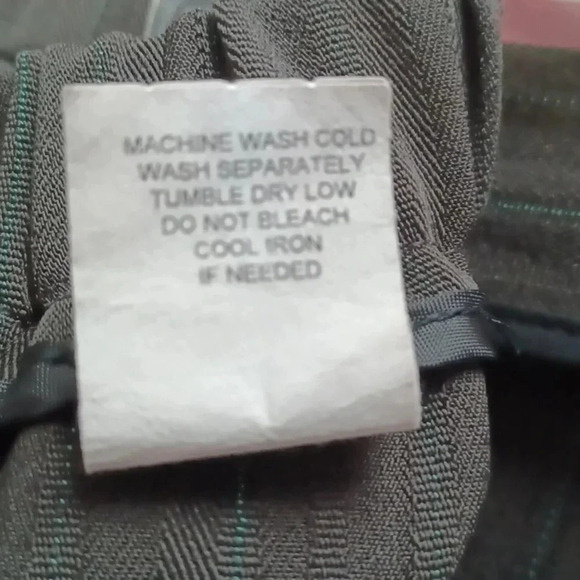 MACHINE WASH COLD
WASH SEPARATELY
TUMBLE DRY LOW
DO NOT BLEACH
COOL IRON
IF NEEDED